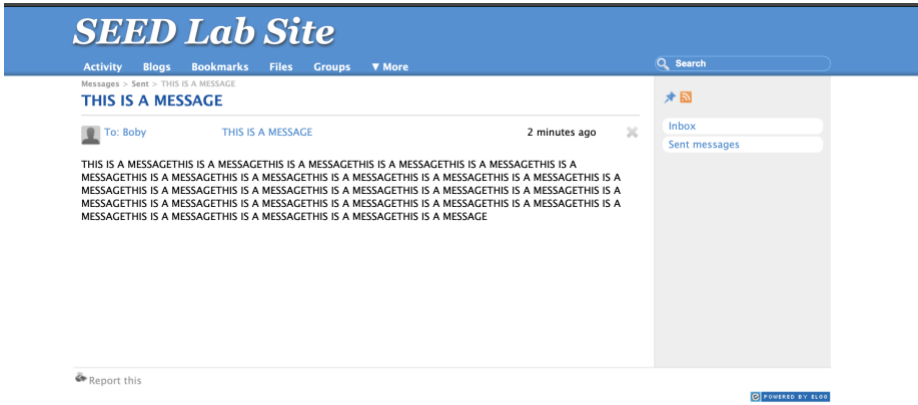 SEED Lab Site
Activity Blogs Bookmarks Files Groups ▼ More
Search
Messages > Sent > THIS IS A MESSAGE
THIS IS A MESSAGE
To: Boby THIS IS A MESSAGE 2 minutes ago
Inbox
Sent messages
THIS IS A MESSAGETHIS IS A MESSAGETHIS IS A MESSAGETHIS IS A MESSAGETHIS IS A MESSAGETHIS IS A
MESSAGETHIS IS A MESSAGETHIS IS A MESSAGETHIS IS A MESSAGETHIS IS A MESSAGETHIS IS A MESSAGETHIS IS A
MESSAGETHIS IS A MESSAGETHIS IS A MESSAGETHIS IS A MESSAGETHIS IS A MESSAGETHIS IS A MESSAGETHIS IS A
MESSAGETHIS IS A MESSAGETHIS IS A MESSAGETHIS IS A MESSAGETHIS IS A MESSAGETHIS IS A MESSAGETHIS IS A
MESSAGETHIS IS A MESSAGETHIS IS A MESSAGETHIS IS A MESSAGETHIS IS A MESSAGE
Report this
POWERED BY ELGG